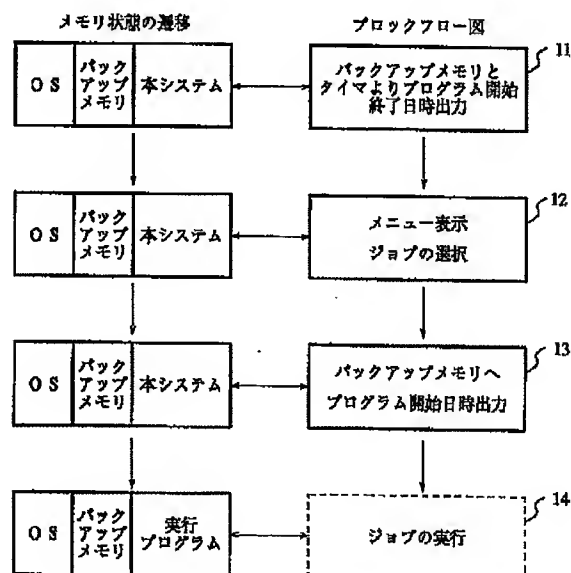 メモリ状態の遷移
ブロックフロー図
OS
バック
アップ
メモリ
本システム
バックアップメモリと
タイマよりプログラム開始
終了日時出力
11
OS
バック
アップ
メモリ
本システム
メニュー表示
ジョブの選択
12
OS
バック
アップ
メモリ
本システム
バックアップメモリへ
プログラム開始日時出力
13
OS
バック
アップ
メモリ
実行
プログラム
ジョブの実行
14